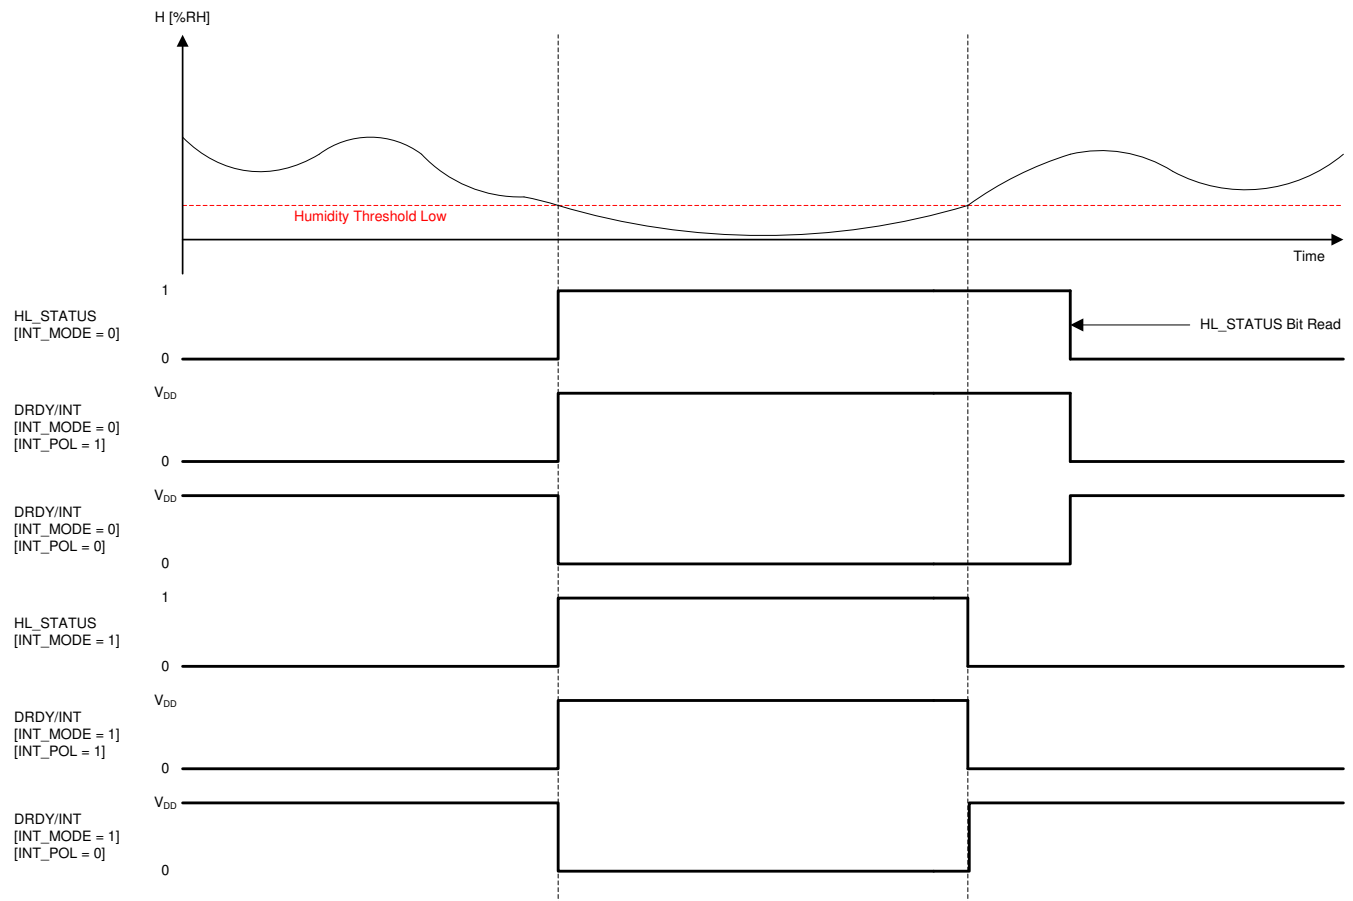 H [%RH]
Humidity Threshold Low
Time
1
HL_STATUS
[INT_MODE = 0]
HL_STATUS Bit Read
0
VDD
DRDY/INT
[INT_MODE = 0]
[INT_POL = 1]
0
VDD
DRDY/INT
[INT_MODE = 0]
[INT_POL = 0]
0
1
HL_STATUS
[INT_MODE = 1]
0
VDD
DRDY/INT
[INT_MODE = 1]
[INT_POL = 1]
0
VDD
DRDY/INT
[INT_MODE = 1]
[INT_POL = 0]
0